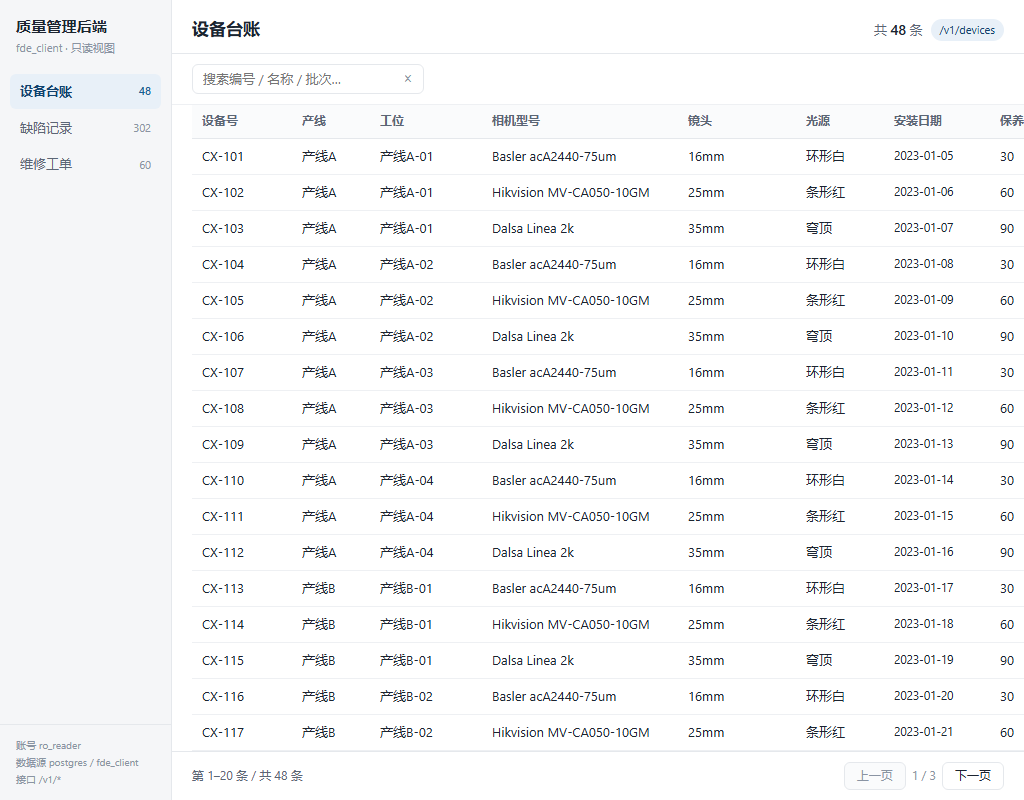 质量管理后端
fde_client · 只读视图
设备台账 48
缺陷记录 302
维修工单 60
账号 ro_reader
数据源 postgres / fde_client
接口 /v1/*
设备台账
共 48 条 /v1/devices
搜索编号 / 名称 / 批次... ×
设备号 产线 工位 相机型号 镜头 光源 安装日期 保养
CX-101 产线A 产线A-01 Basler acA2440-75um 16mm 环形白 2023-01-05 30
CX-102 产线A 产线A-01 Hikvision MV-CA050-10GM 25mm 条形红 2023-01-06 60
CX-103 产线A 产线A-01 Dalsa Linea 2k 35mm 穹顶 2023-01-07 90
CX-104 产线A 产线A-02 Basler acA2440-75um 16mm 环形白 2023-01-08 30
CX-105 产线A 产线A-02 Hikvision MV-CA050-10GM 25mm 条形红 2023-01-09 60
CX-106 产线A 产线A-02 Dalsa Linea 2k 35mm 穹顶 2023-01-10 90
CX-107 产线A 产线A-03 Basler acA2440-75um 16mm 环形白 2023-01-11 30
CX-108 产线A 产线A-03 Hikvision MV-CA050-10GM 25mm 条形红 2023-01-12 60
CX-109 产线A 产线A-03 Dalsa Linea 2k 35mm 穹顶 2023-01-13 90
CX-110 产线A 产线A-04 Basler acA2440-75um 16mm 环形白 2023-01-14 30
CX-111 产线A 产线A-04 Hikvision MV-CA050-10GM 25mm 条形红 2023-01-15 60
CX-112 产线A 产线A-04 Dalsa Linea 2k 35mm 穹顶 2023-01-16 90
CX-113 产线B 产线B-01 Basler acA2440-75um 16mm 环形白 2023-01-17 30
CX-114 产线B 产线B-01 Hikvision MV-CA050-10GM 25mm 条形红 2023-01-18 60
CX-115 产线B 产线B-01 Dalsa Linea 2k 35mm 穹顶 2023-01-19 90
CX-116 产线B 产线B-02 Basler acA2440-75um 16mm 环形白 2023-01-20 30
CX-117 产线B 产线B-02 Hikvision MV-CA050-10GM 25mm 条形红 2023-01-21 60
第 1–20 条 / 共 48 条 上一页 1 / 3 下一页